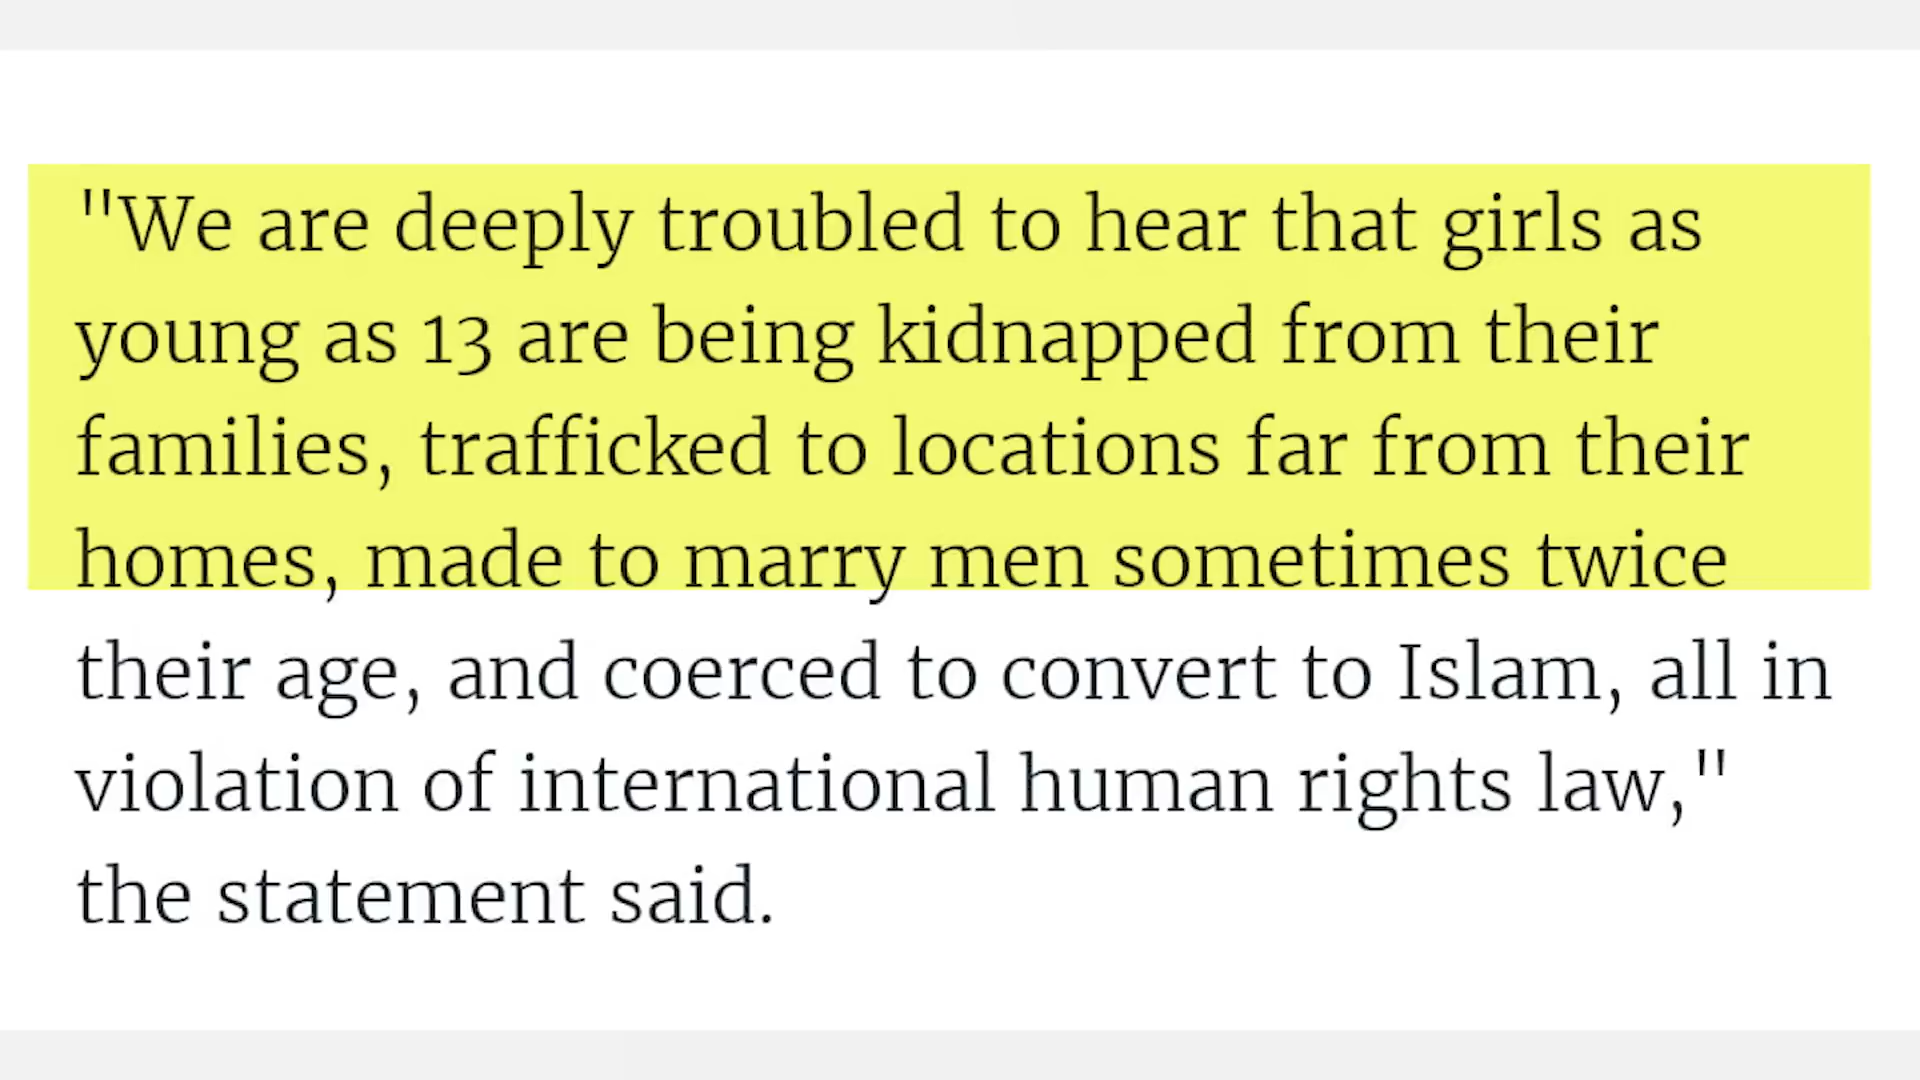 "We are deeply troubled to hear that girls as
young as 13 are being kidnapped from their
families, trafficked to locations far from their
homes, made to marry men sometimes twice
their age, and coerced to convert to Islam, all in
violation of international human rights law,"
the statement said.